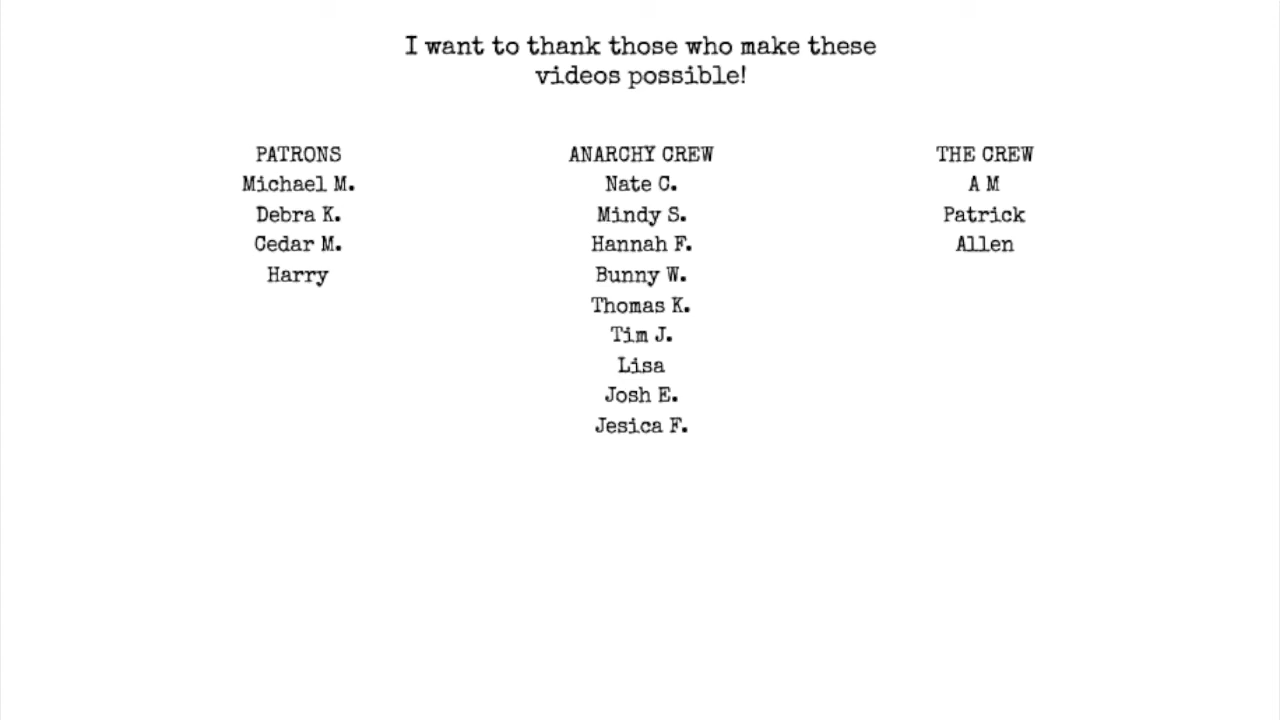 I want to thank those who make these
videos possible!
PATRONS
Michael M.
Debra K.
Cedar M.
Harry
ANARCHY CREW
Nate C.
Mindy S.
Hannah F.
Bunny W.
Thomas K.
Tim J.
Lisa
Josh E.
Jesica F.
THE CREW
A M
Patrick
Allen